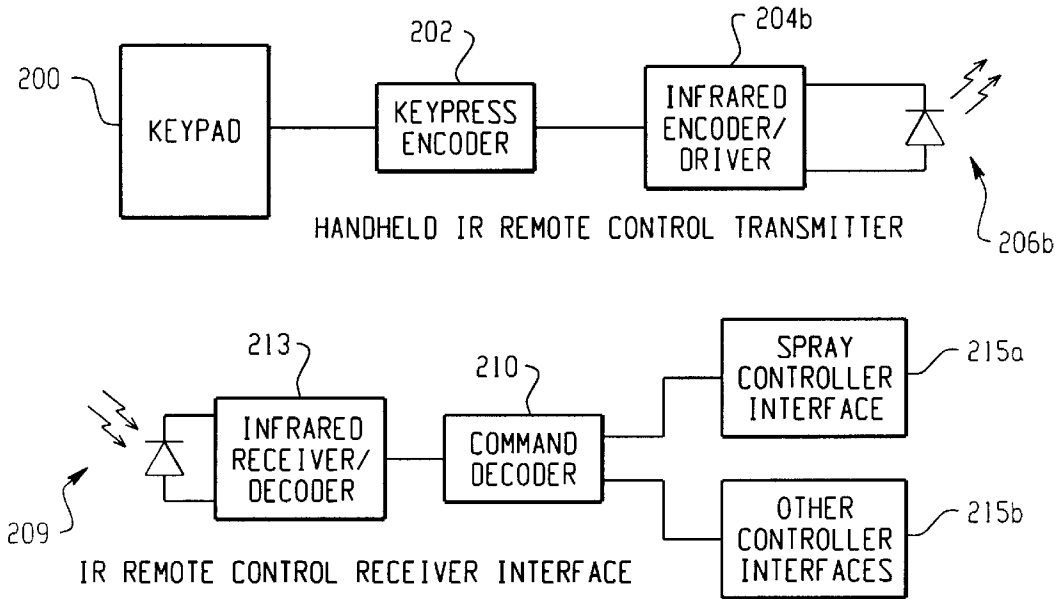 200
KEYPAD
202
KEYPRESS
ENCODER
204b
INFRARED
ENCODER/
DRIVER
206b
HANDHELD IR REMOTE CONTROL TRANSMITTER
209
213
INFRARED
RECEIVER/
DECODER
210
COMMAND
DECODER
SPRAY
CONTROLLER
INTERFACE
215a
OTHER
CONTROLLER
INTERFACES
215b
IR REMOTE CONTROL RECEIVER INTERFACE